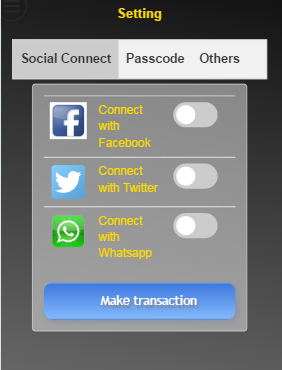 Setting
Social Connect Passcode Others
Connect
with
Facebook
Connect
with Twitter
Connect
with
Whatsapp
Make transaction